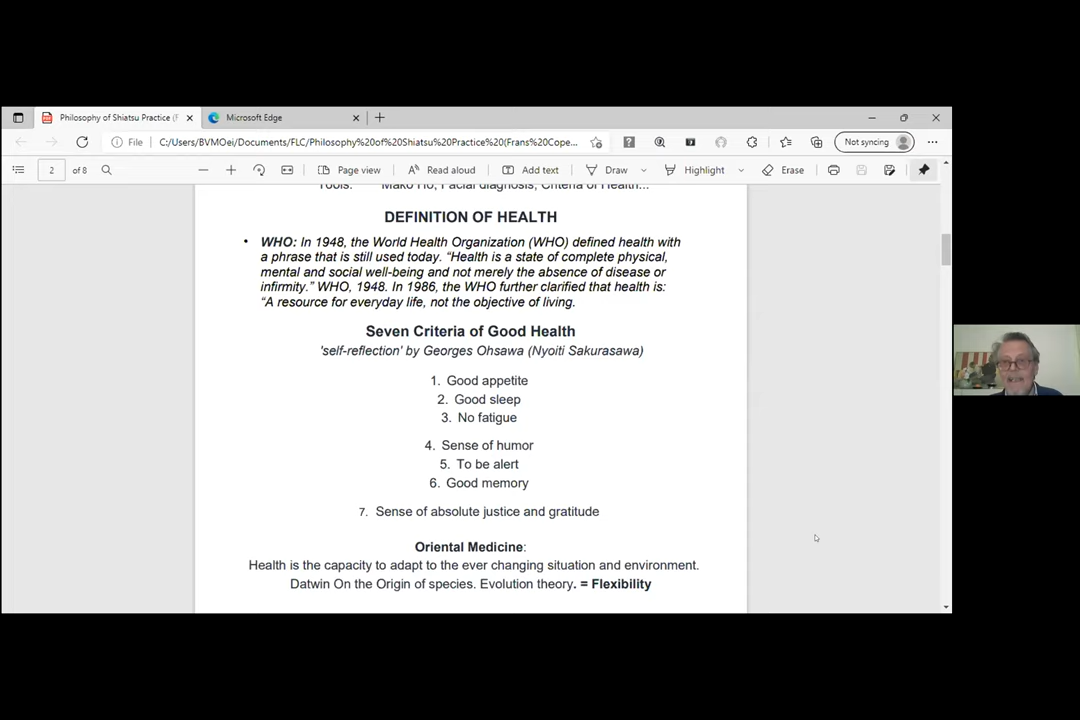 Philosophy of Shiatsu Practice (F
Microsoft Edge
File
C:/Users/BVMOei/Documents/FLC/Philosophy%20of%20Shiatsu%20Practice%20(Frans%20Cope...
Not syncing
2 of 8
Page view
Read aloud
Add text
Draw
Highlight
Erase
Tools: Mako Ho, Facial diagnosis, Criteria of Health...
DEFINITION OF HEALTH
• WHO: In 1948, the World Health Organization (WHO) defined health with
a phrase that is still used today. “Health is a state of complete physical,
mental and social well-being and not merely the absence of disease or
infirmity.” WHO, 1948. In 1986, the WHO further clarified that health is:
“A resource for everyday life, not the objective of living.
Seven Criteria of Good Health
'self-reflection' by Georges Ohsawa (Nyoiti Sakurasawa)
1. Good appetite
2. Good sleep
3. No fatigue
4. Sense of humor
5. To be alert
6. Good memory
7. Sense of absolute justice and gratitude
Oriental Medicine:
Health is the capacity to adapt to the ever changing situation and environment.
Datwin On the Origin of species. Evolution theory. = Flexibility